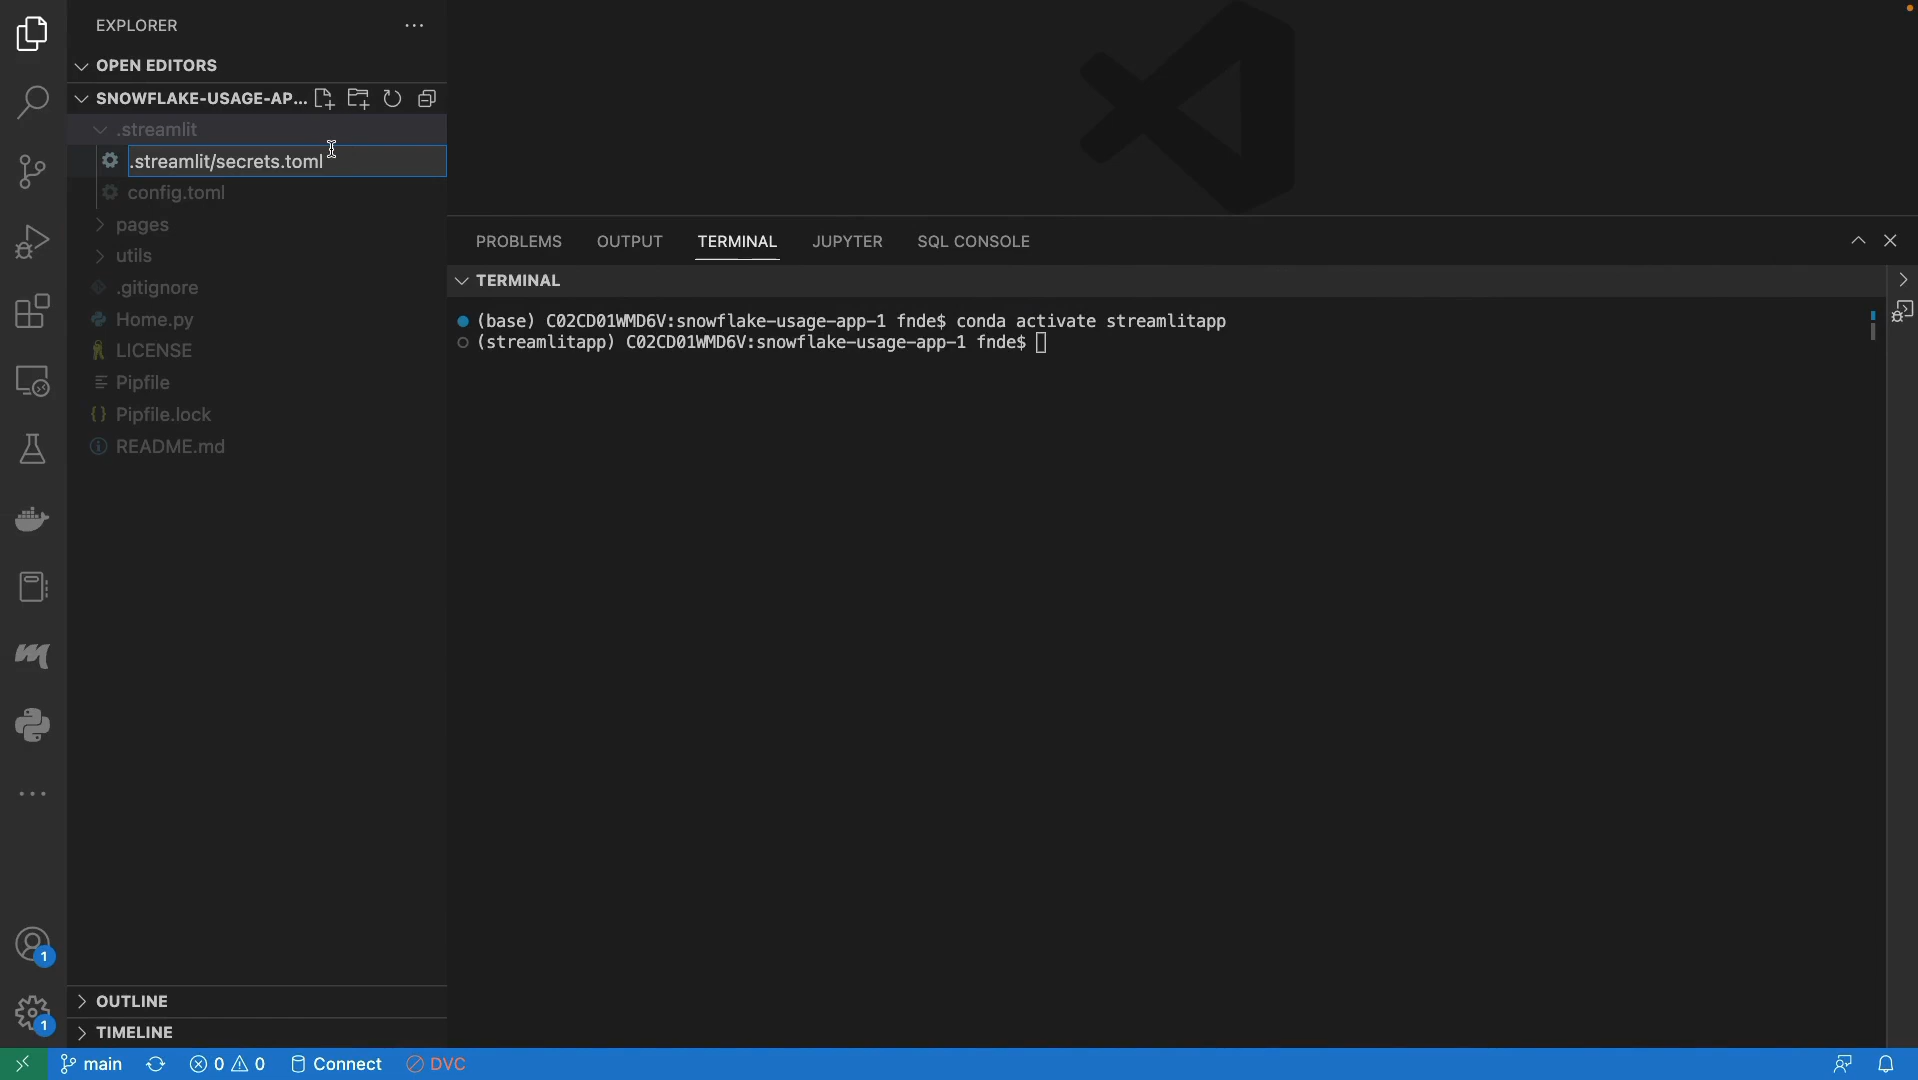 EXPLORER
OPEN EDITORS
SNOWFLAKE-USAGE-AP...
.streamlit
.streamlit/secrets.toml
config.toml
pages
utils
.gitignore
Home.py
LICENSE
Pipfile
Pipfile.lock
README.md
OUTLINE
TIMELINE
PROBLEMS OUTPUT TERMINAL JUPYTER SQL CONSOLE
TERMINAL
(base) C02CD01WMD6V:snowflake-usage-app-1 fnde$ conda activate streamlitapp
(streamlitapp) C02CD01WMD6V:snowflake-usage-app-1 fnde$
1
1
main 0 0 Connect DVC